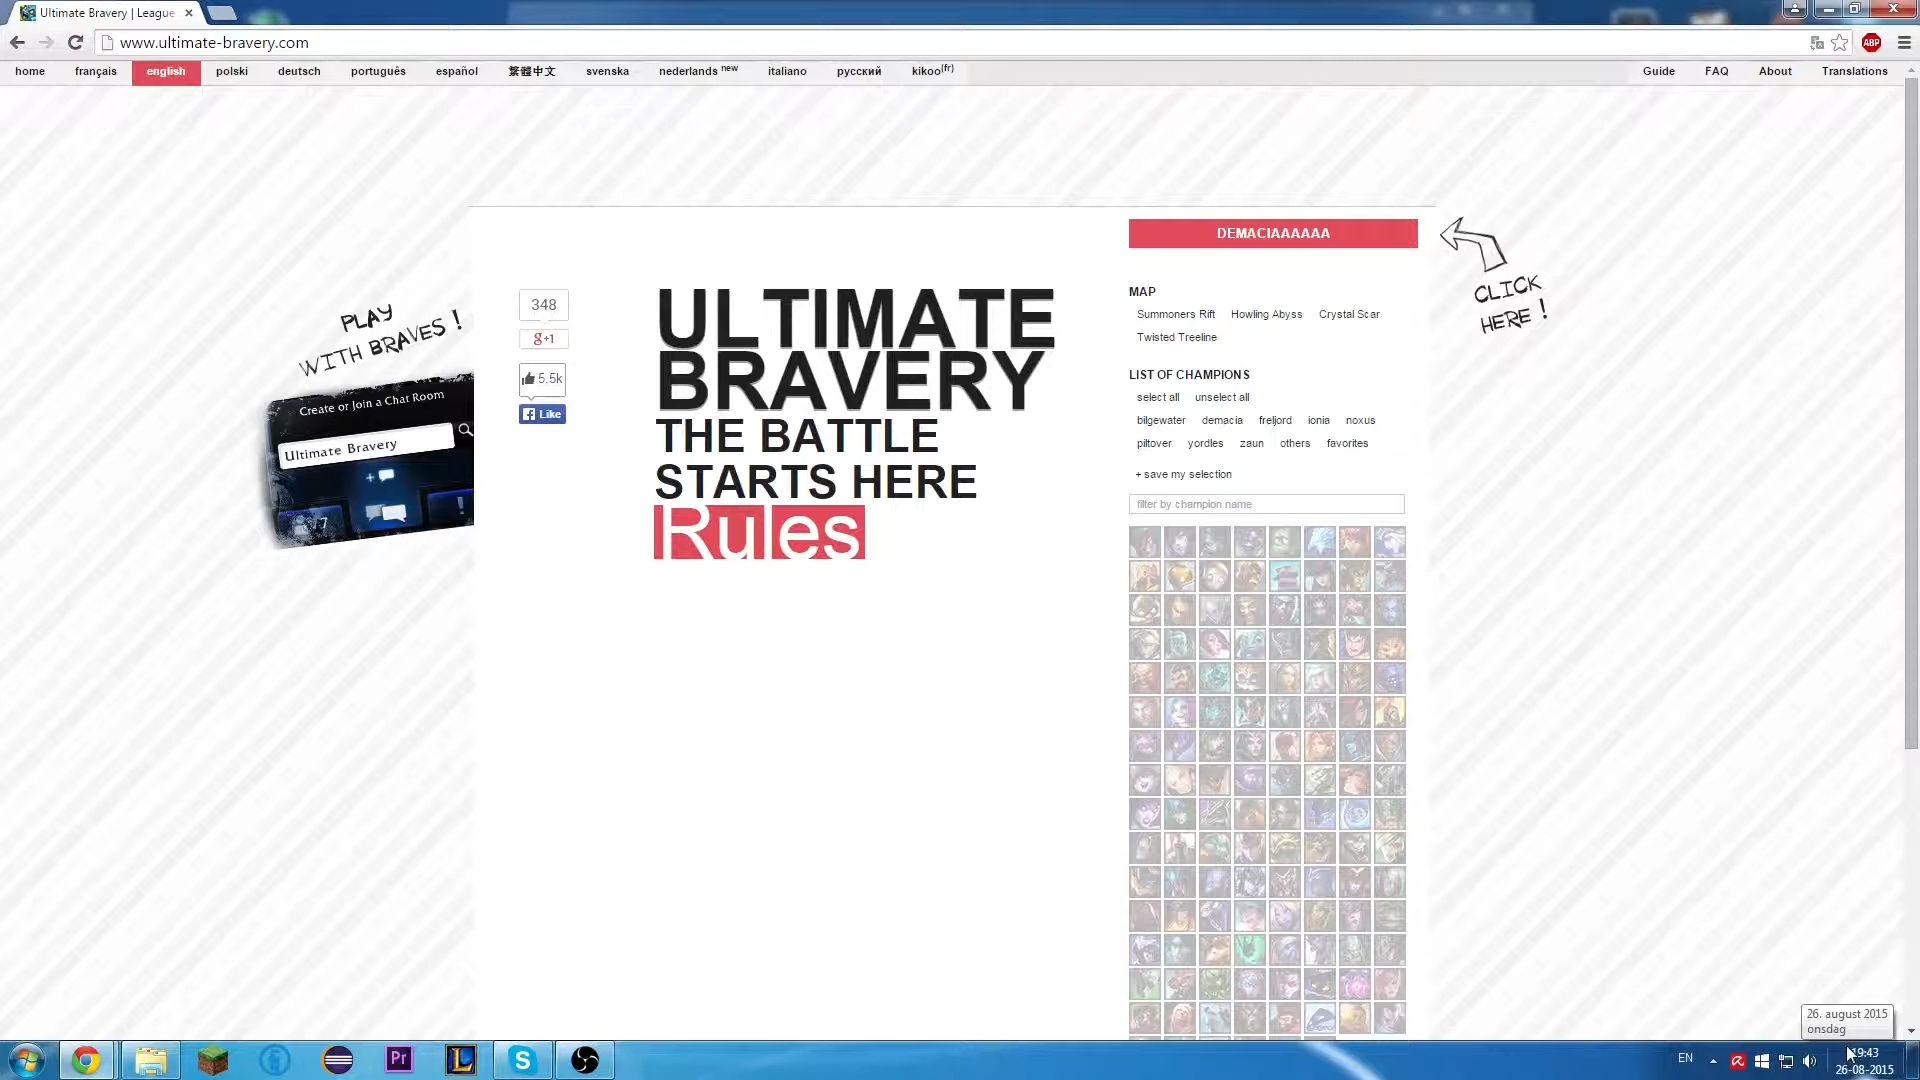 Ultimate Bravery | League
www.ultimate-bravery.com
ABP
home français english polski deutsch português español 繁體中文 svenska nederlands new italiano русский kikoo(fr) Guide FAQ About Translations
DEMACIAAAAAA
CLICK
HERE !
PLAY
WITH BRAVES !
Create or Join a Chat Room
Ultimate Bravery
7
348
g+1
5.5k
Like
ULTIMATE
BRAVERY
THE BATTLE
STARTS HERE
Rules
MAP
Summoners Rift Howling Abyss Crystal Scar
Twisted Treeline
LIST OF CHAMPIONS
select all unselect all
bilgewater demacia freljord ionia noxus
piltover yordles zaun others favorites
+ save my selection
filter by champion name
26. august 2015
onsdag
Pr
L
S
EN
19:43
26-08-2015